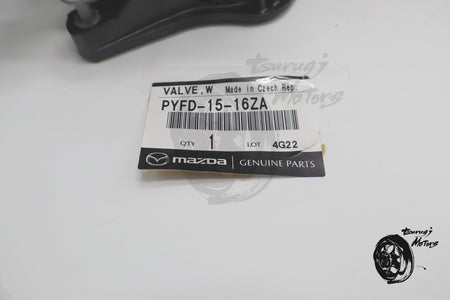 Tsurugi
Motors
VALVE, W Made in Czech Rep
PYFD-15-16ZA
QTY 1 LOT 4G22
mazda GENUINE PARTS
Tsurugi
Motors